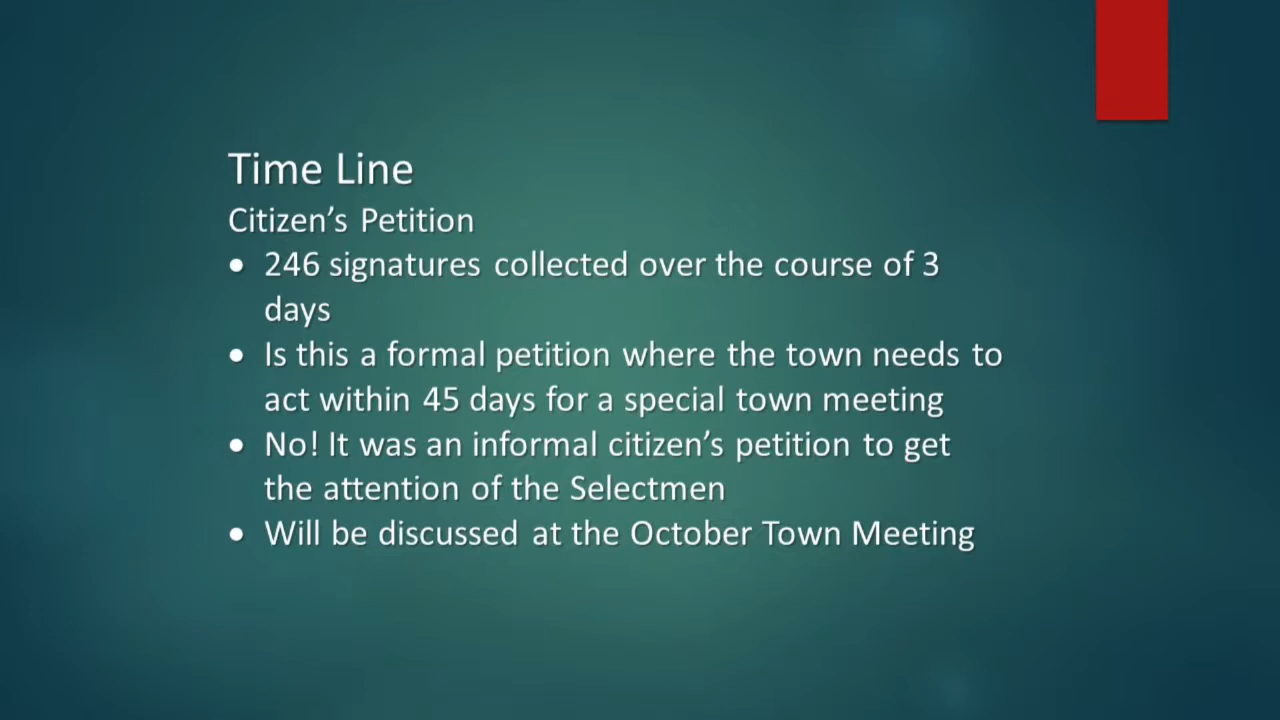 Time Line
Citizen’s Petition
• 246 signatures collected over the course of 3
days
• Is this a formal petition where the town needs to
act within 45 days for a special town meeting
• No! It was an informal citizen’s petition to get
the attention of the Selectmen
• Will be discussed at the October Town Meeting